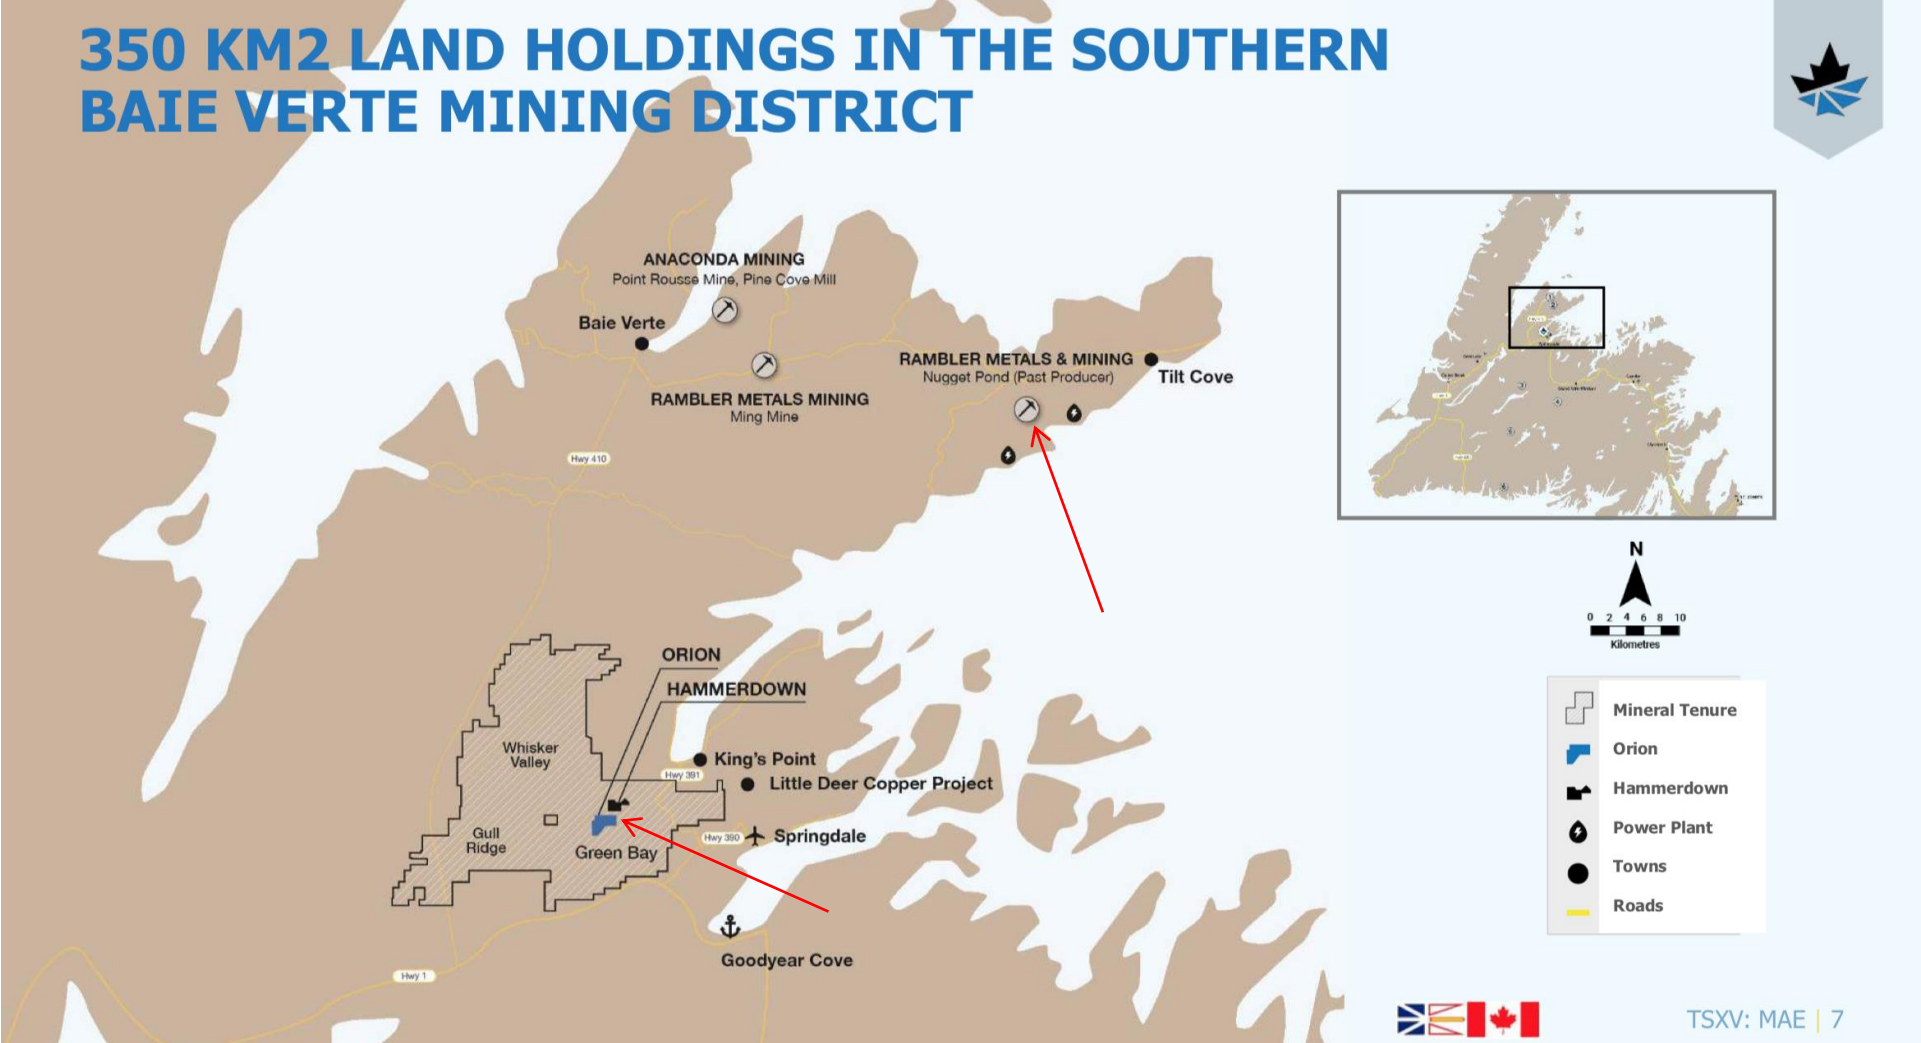 350 KM2 LAND HOLDINGS IN THE SOUTHERN
BAIE VERTE MINING DISTRICT
ANACONDA MINING
Point Rousse Mine, Pine Cove Mill
Baie Verte
RAMBLER METALS & MINING
Nugget Pond (Past Producer)
Tilt Cove
RAMBLER METALS MINING
Ming Mine
Hwy 410
ORION
HAMMERDOWN
Whisker
Valley
King's Point
Hwy 391
Little Deer Copper Project
Gull
Ridge
Hwy 390
Springdale
Green Bay
Goodyear Cove
Hwy 1
N
0 2 4 6 8 10
Kilometres
Mineral Tenure
Orion
Hammerdown
Power Plant
Towns
Roads
TSXV: MAE | 7